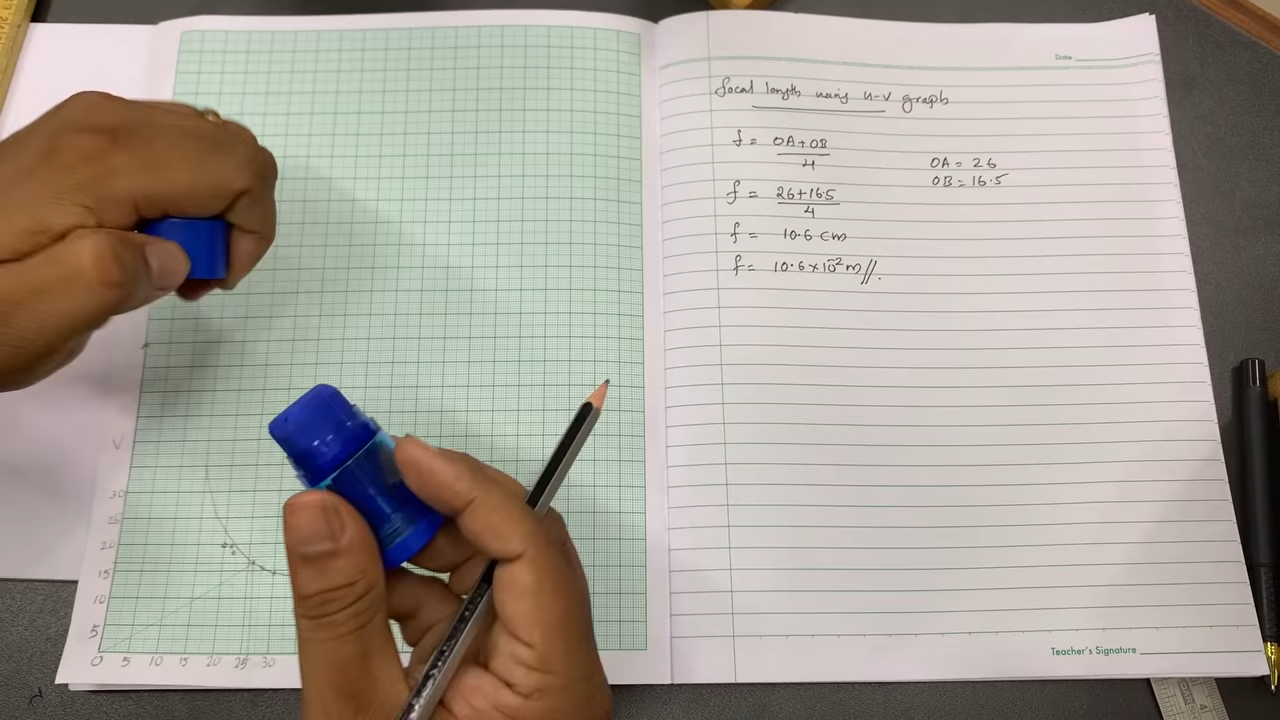 Date
focal length using u-v graph
f = OA+OB / 4
OA = 26
OB = 16.5
f = 26+16.5 / 4
f = 10.6 cm
f = 10.6 × 10⁻² m //.
V
30
25
20
15
10
5
0 5 10 15 20 25 30
Teacher's Signature